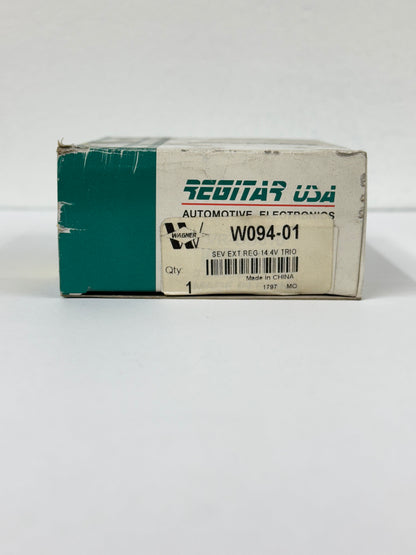 REGITAR USA
AUTOMOTIVE ELECTRONICS
WAGNER
W094-01
SEV EXT REG-14.4V TRIO
Qty:
Made in CHINA
1
1797 MO